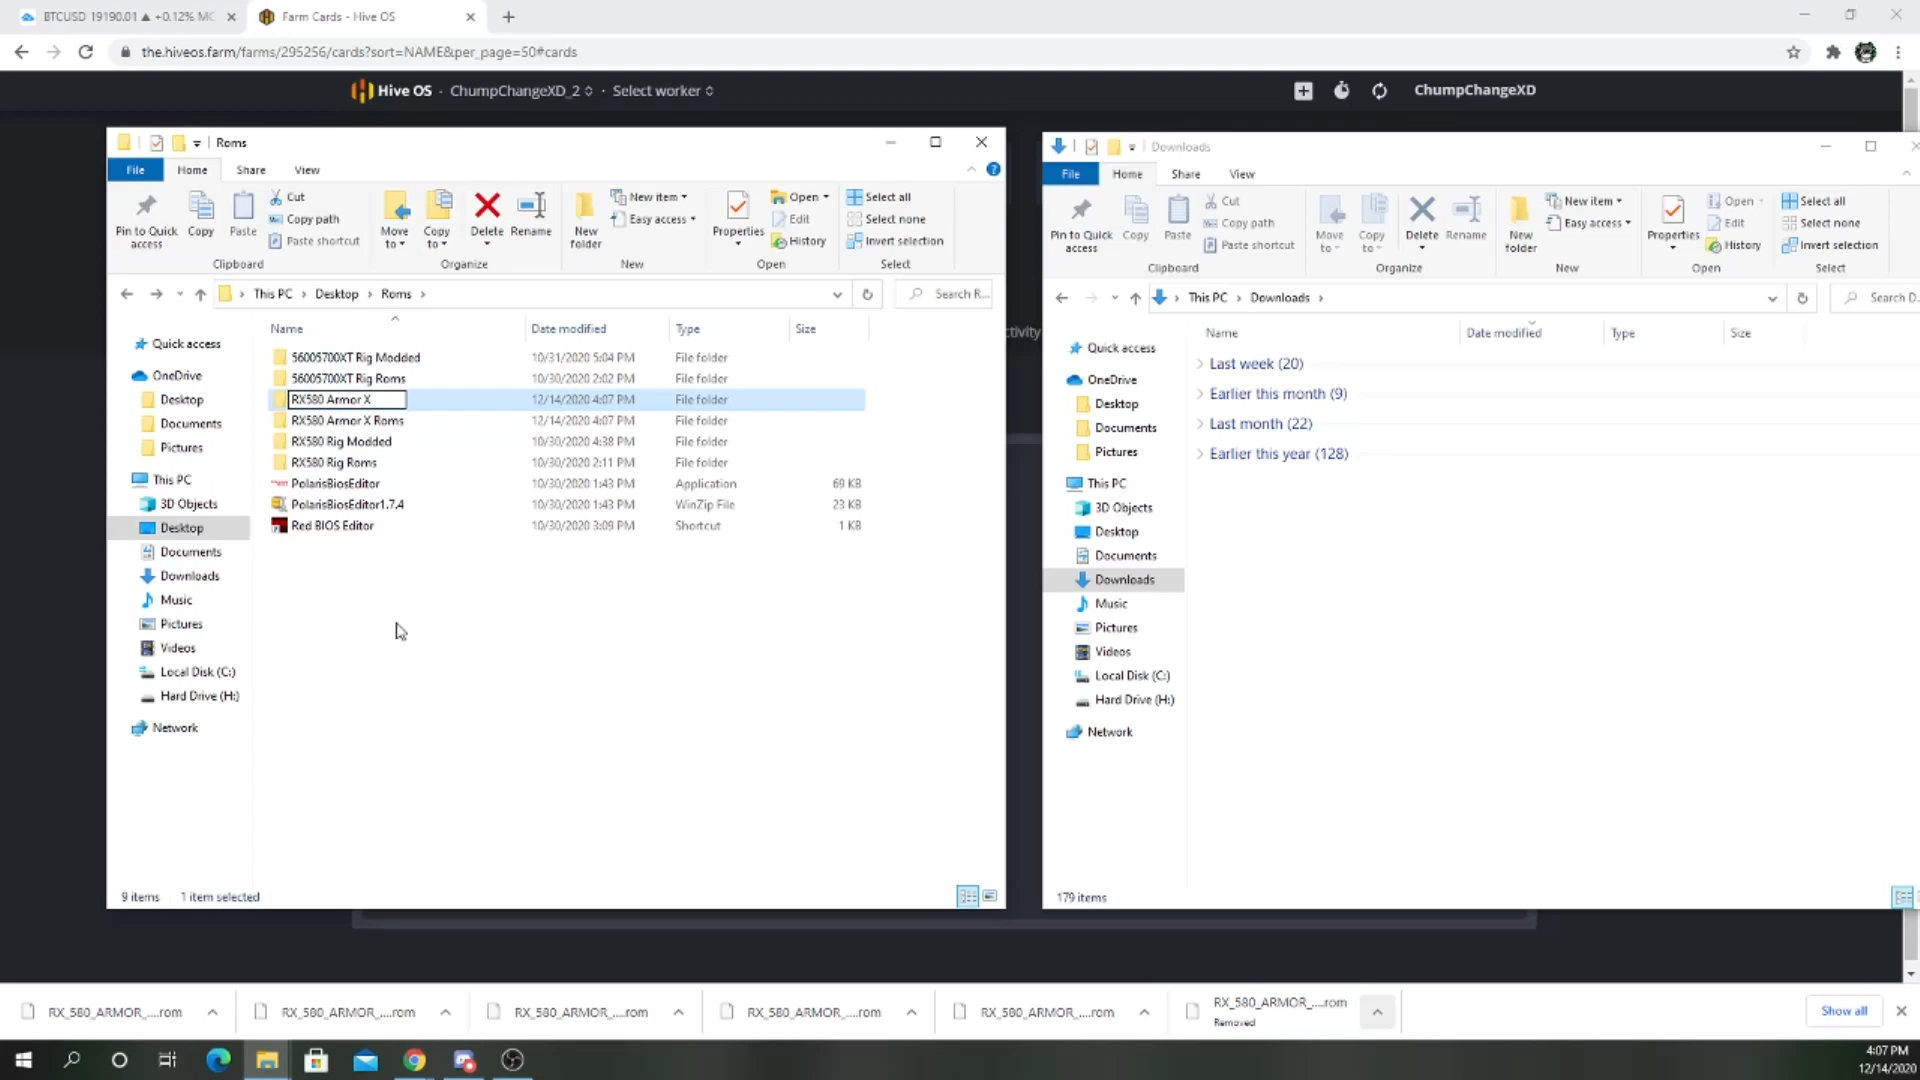 BTCUSD 19190.01 ▲ +0.12% MC
Farm Cards - Hive OS
the.hiveos.farm/farms/295256/cards?sort=NAME&per_page=50#cards
Hive OS · ChumpChangeXD_2 · Select worker
ChumpChangeXD
Roms
File Home Share View
Pin to Quick access
Copy
Paste
Cut
Copy path
Paste shortcut
Move to
Copy to
Delete
Rename
New folder
New item
Easy access
Properties
Open
Edit
History
Select all
Select none
Invert selection
Clipboard Organize New Open Select
This PC > Desktop > Roms >
Search R...
Name Date modified Type Size
56005700XT Rig Modded 10/31/2020 5:04 PM File folder
56005700XT Rig Roms 10/30/2020 2:02 PM File folder
RX580 Armor X 12/14/2020 4:07 PM File folder
RX580 Armor X Roms 12/14/2020 4:07 PM File folder
RX580 Rig Modded 10/30/2020 4:38 PM File folder
RX580 Rig Roms 10/30/2020 2:11 PM File folder
PolarisBiosEditor 10/30/2020 1:43 PM Application 69 KB
PolarisBiosEditor1.7.4 10/30/2020 1:43 PM WinZip File 23 KB
Red BIOS Editor 10/30/2020 3:09 PM Shortcut 1 KB
Quick access
OneDrive
Desktop
Documents
Pictures
This PC
3D Objects
Desktop
Documents
Downloads
Music
Pictures
Videos
Local Disk (C:)
Hard Drive (H:)
Network
9 items 1 item selected
ctivity
Downloads
File Home Share View
Pin to Quick access
Copy
Paste
Cut
Copy path
Paste shortcut
Move to
Copy to
Delete
Rename
New folder
New item
Easy access
Properties
Open
Edit
History
Select all
Select none
Invert selection
Clipboard Organize New Open Select
This PC > Downloads >
Search D...
Name Date modified Type Size
Last week (20)
Earlier this month (9)
Last month (22)
Earlier this year (128)
Quick access
OneDrive
Desktop
Documents
Pictures
This PC
3D Objects
Desktop
Documents
Downloads
Music
Pictures
Videos
Local Disk (C:)
Hard Drive (H:)
Network
179 items
RX_580_ARMOR_....rom
RX_580_ARMOR_....rom
RX_580_ARMOR_....rom
RX_580_ARMOR_....rom
RX_580_ARMOR_....rom
RX_580_ARMOR_....rom
Removed
Show all
4:07 PM
12/14/2020